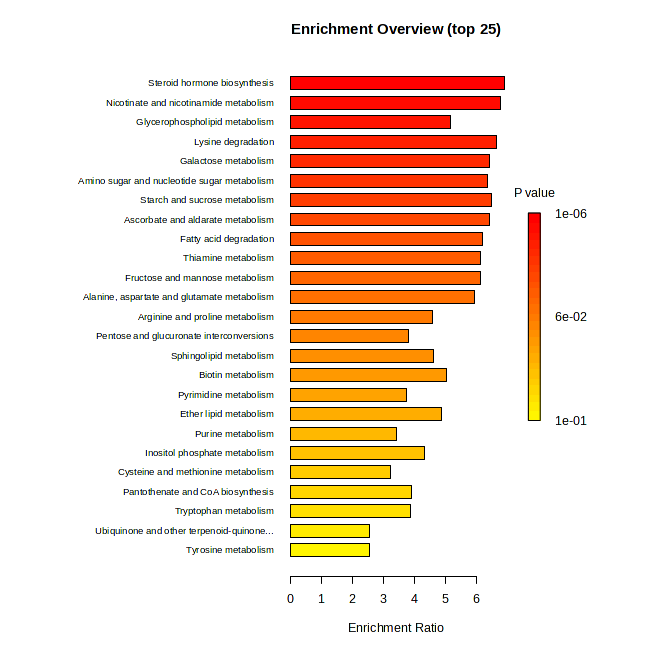 Enrichment Overview (top 25)
Steroid hormone biosynthesis
Nicotinate and nicotinamide metabolism
Glycerophospholipid metabolism
Lysine degradation
Galactose metabolism
Amino sugar and nucleotide sugar metabolism
Starch and sucrose metabolism
Ascorbate and aldarate metabolism
Fatty acid degradation
Thiamine metabolism
Fructose and mannose metabolism
Alanine, aspartate and glutamate metabolism
Arginine and proline metabolism
Pentose and glucuronate interconversions
Sphingolipid metabolism
Biotin metabolism
Pyrimidine metabolism
Ether lipid metabolism
Purine metabolism
Inositol phosphate metabolism
Cysteine and methionine metabolism
Pantothenate and CoA biosynthesis
Tryptophan metabolism
Ubiquinone and other terpenoid-quinone...
Tyrosine metabolism
0 1 2 3 4 5 6
Enrichment Ratio
P value
1e-06
6e-02
1e-01